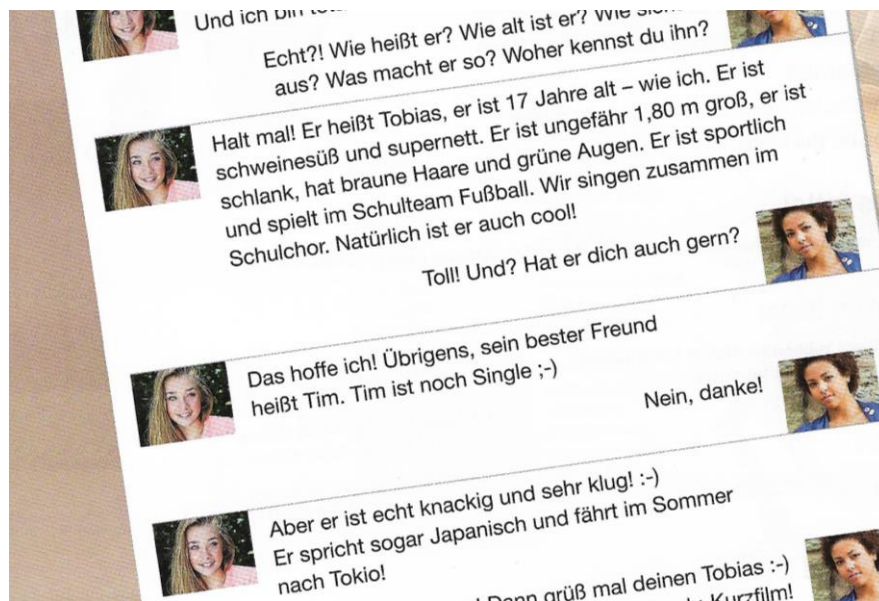 Und ich bin
Echt?! Wie heißt er? Wie alt ist er? Wie
aus? Was macht er so? Woher kennst du ihn?
Halt mal! Er heißt Tobias, er ist 17 Jahre alt – wie ich. Er ist
schweinesüß und supernett. Er ist ungefähr 1,80 m groß, er ist
schlank, hat braune Haare und grüne Augen. Er ist sportlich
und spielt im Schulteam Fußball. Wir singen zusammen im
Schulchor. Natürlich ist er auch cool!
Toll! Und? Hat er dich auch gern?
Das hoffe ich! Übrigens, sein bester Freund
heißt Tim. Tim ist noch Single ;-)
Nein, danke!
Aber er ist echt knackig und sehr klug! :-)
Er spricht sogar Japanisch und fährt im Sommer
nach Tokio!
Dann grüß mal deinen Tobias :-)
Kurzfilm!